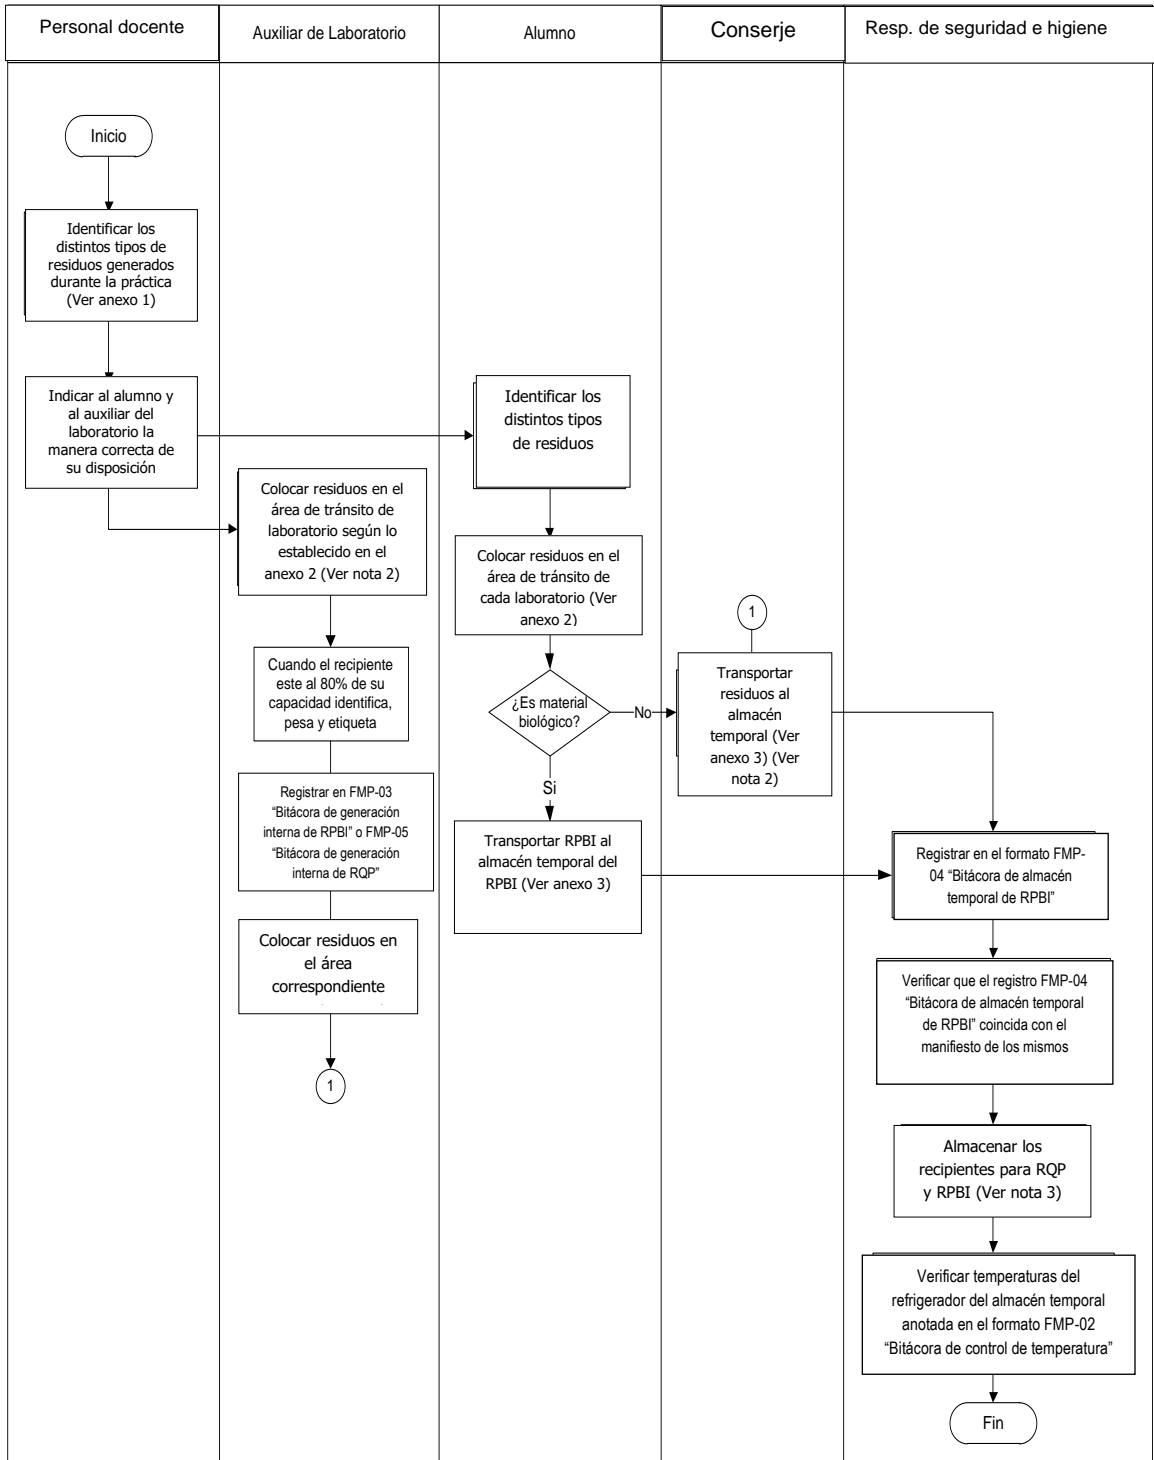 Personal docente
Auxiliar de Laboratorio
Alumno
Conserje
Resp. de seguridad e higiene
Inicio
Identificar los
distintos tipos de
residuos generados
durante la práctica
(Ver anexo 1)
Indicar al alumno y
al auxiliar del
laboratorio la
manera correcta de
su disposición
Colocar residuos en el
área de tránsito de
laboratorio según lo
establecido en el
anexo 2 (Ver nota 2)
Cuando el recipiente
este al 80% de su
capacidad identifica,
pesa y etiqueta
Registrar en FMP-03
“Bitácora de generación
interna de RPBI” o FMP-05
“Bitácora de generación
interna de RQP”
Colocar residuos en
el área
correspondiente
1
Identificar los
distintos tipos
de residuos
Colocar residuos en el
área de tránsito de
cada laboratorio (Ver
anexo 2)
¿Es material
biológico?
No
Si
Transportar RPBI al
almacén temporal del
RPBI (Ver anexo 3)
1
Transportar
residuos al
almacén
temporal (Ver
anexo 3) (Ver
nota 2)
Registrar en el formato FMP-
04 “Bitácora de almacén
temporal de RPBI”
Verificar que el registro FMP-04
“Bitácora de almacén temporal
de RPBI” coincida con el
manifiesto de los mismos
Almacenar los
recipientes para RQP
y RPBI (Ver nota 3)
Verificar temperaturas del
refrigerador del almacén temporal
anotada en el formato FMP-02
“Bitácora de control de temperatura”
Fin